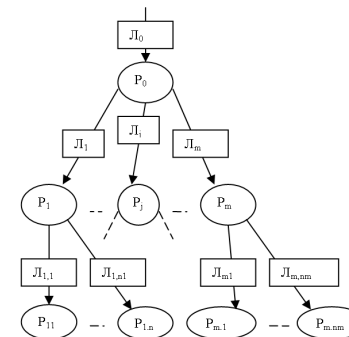 Л₀
P₀
Л₁ Лᵢ Лₘ
P₁ Pⱼ Pₘ
Л₁,₁ Л₁,ₙ₁ Лₘ₁ Лₘ,ₙₘ
P₁₁ P₁.ₙ Pₘ.₁ Pₘ.ₙₘ